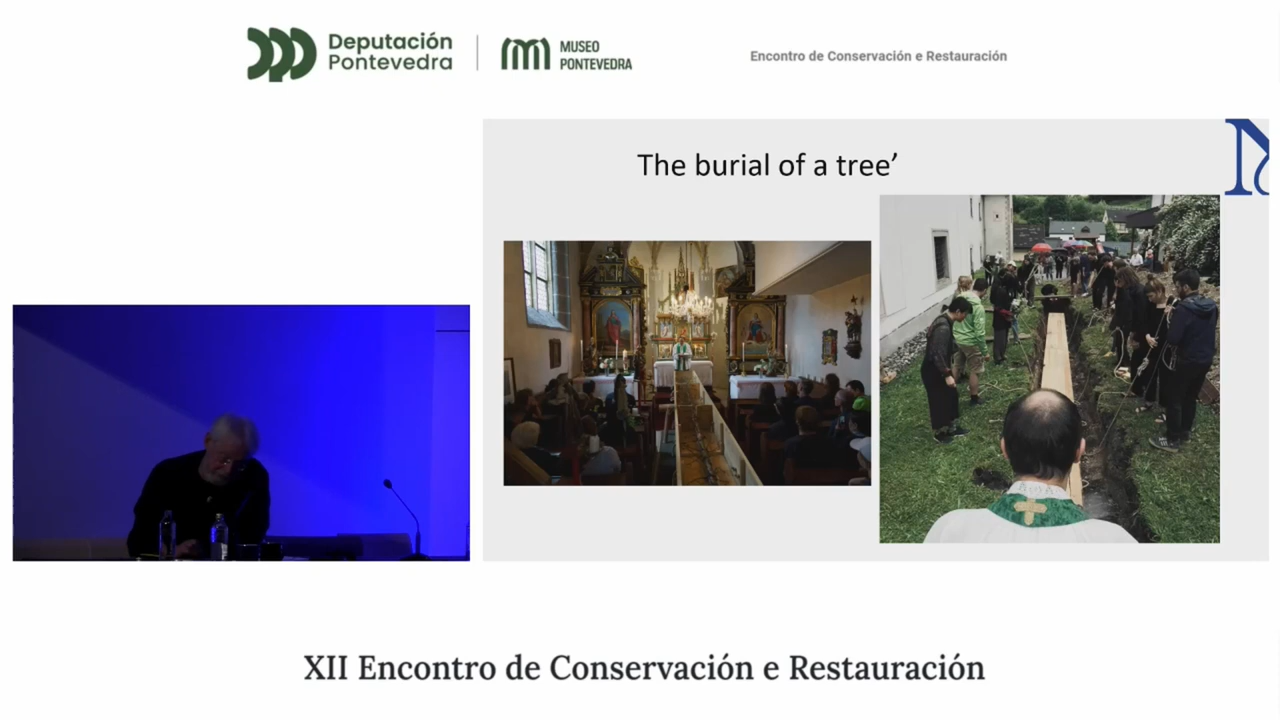 Deputación
Pontevedra
MUSEO
PONTEVEDRA
Encontro de Conservación e Restauración
The burial of a tree’
XII Encontro de Conservación e Restauración